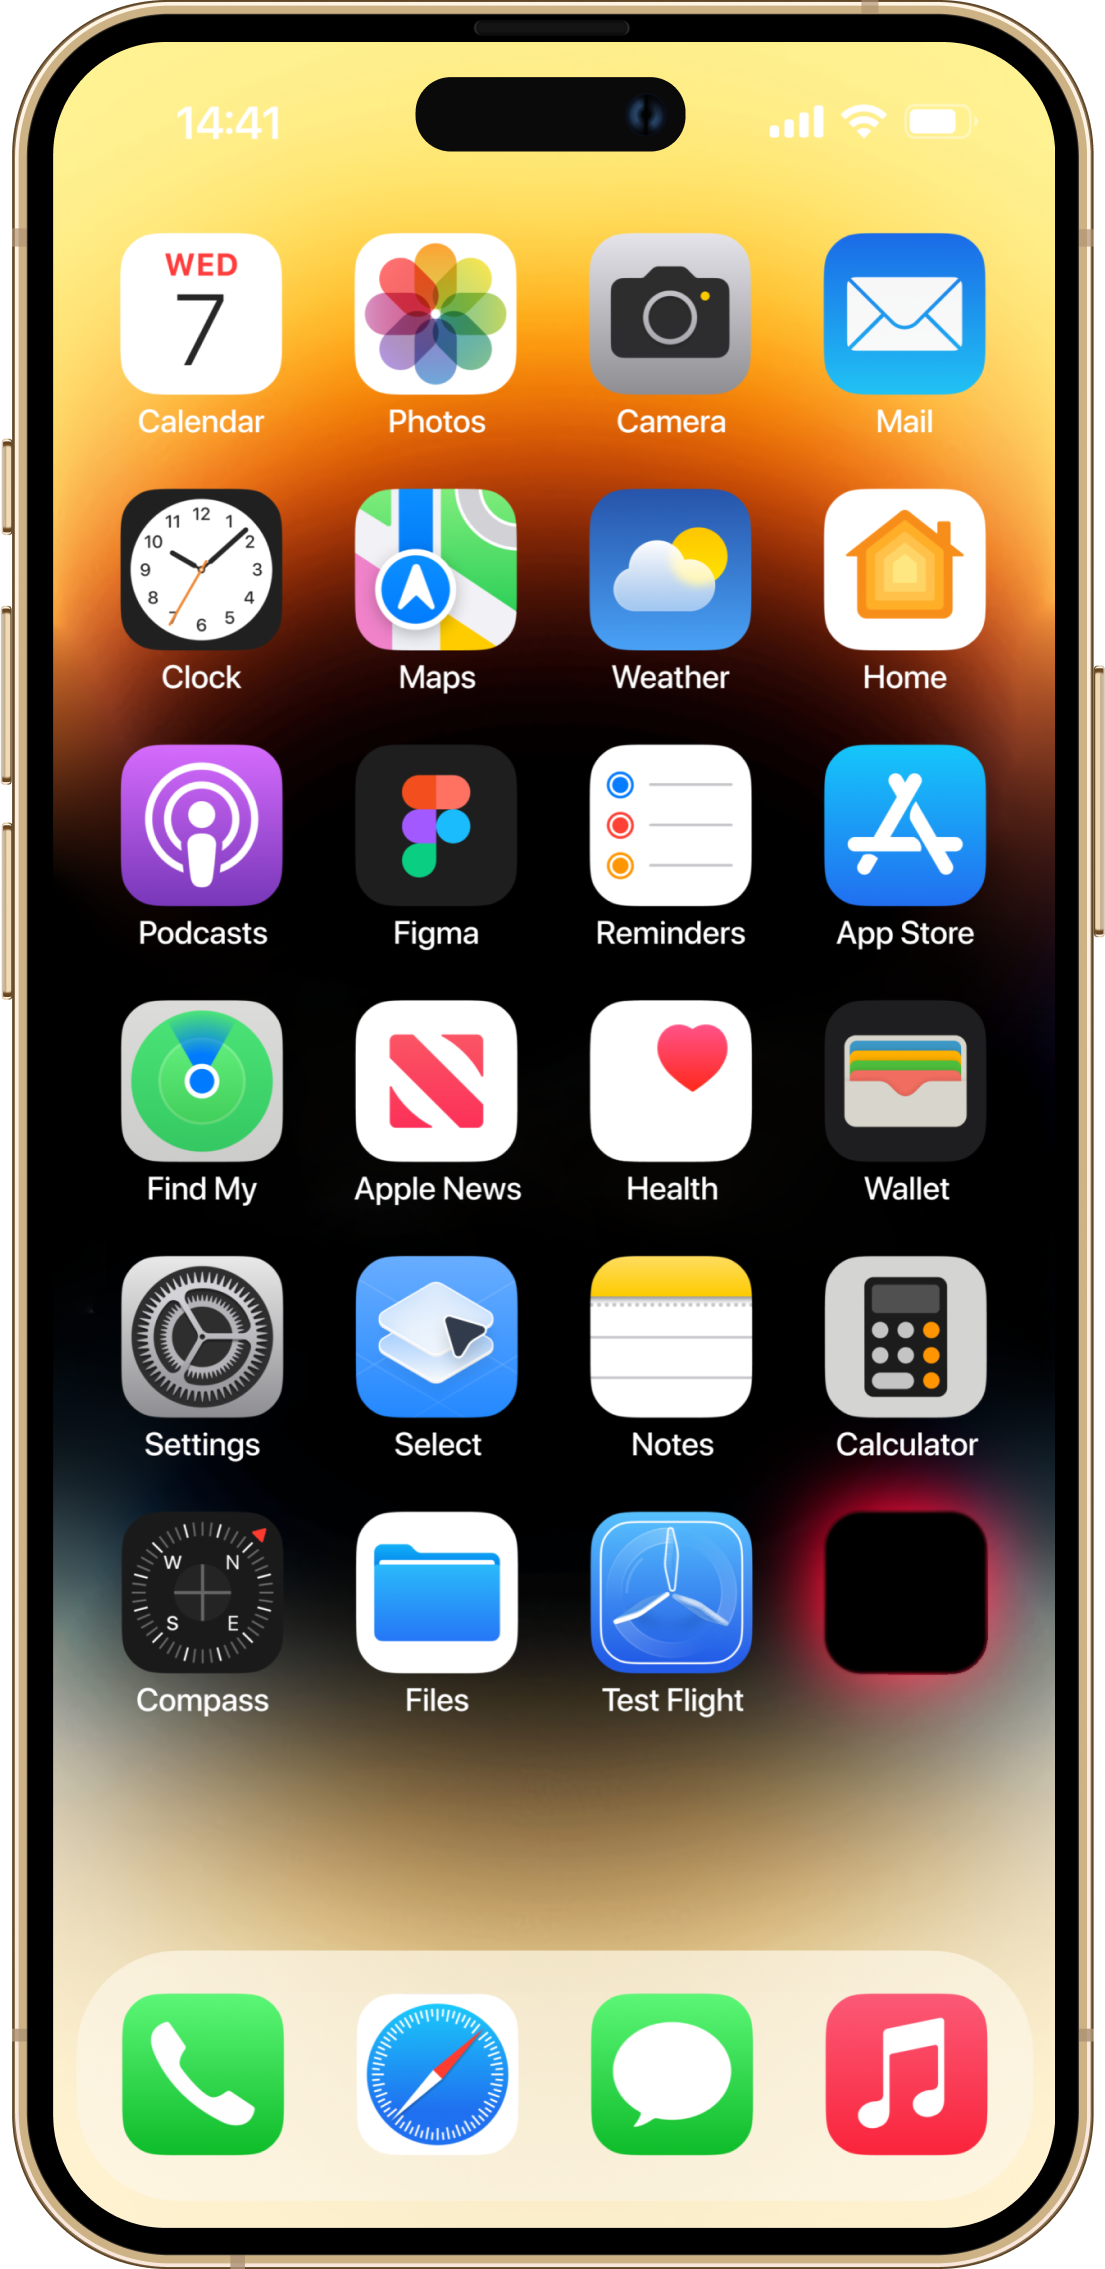 14:41
WED
7
Calendar Photos Camera Mail
12
11 1
10 2
9 3
8 4
7 5
6
Clock Maps Weather Home
Podcasts Figma Reminders App Store
Find My Apple News Health Wallet
Settings Select Notes Calculator
W N
S E
Compass Files Test Flight